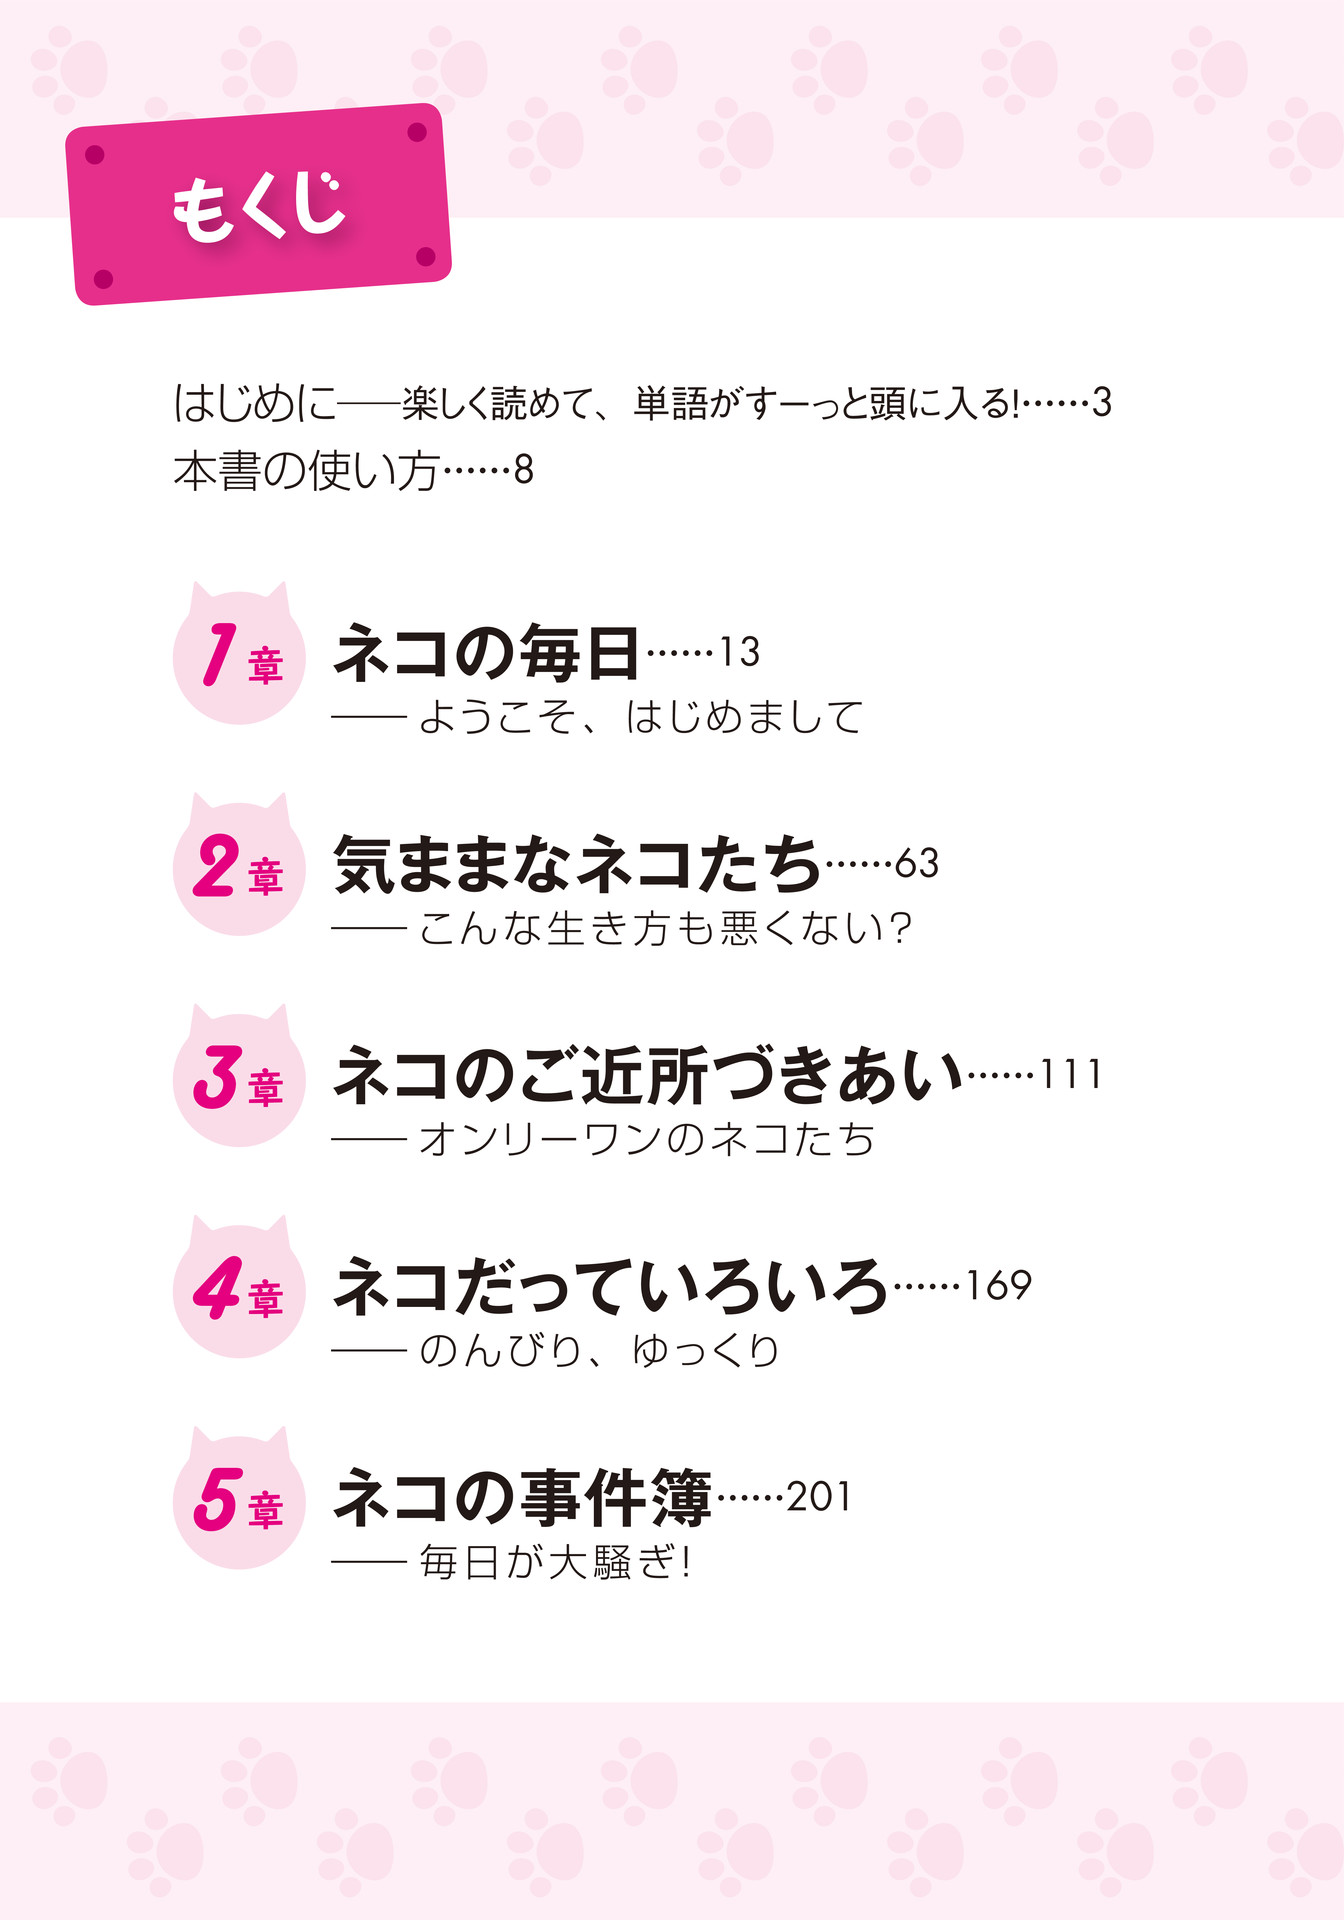 もくじ
はじめに――楽しく読めて、単語がすーっと頭に入る!……3
本書の使い方……8
1章 ネコの毎日……13
―― ようこそ、はじめまして
2章 気ままなネコたち……63
―― こんな生き方も悪くない?
3章 ネコのご近所づきあい……111
―― オンリーワンのネコたち
4章 ネコだっていろいろ……169
―― のんびり、ゆっくり
5章 ネコの事件簿……201
―― 毎日が大騒ぎ!